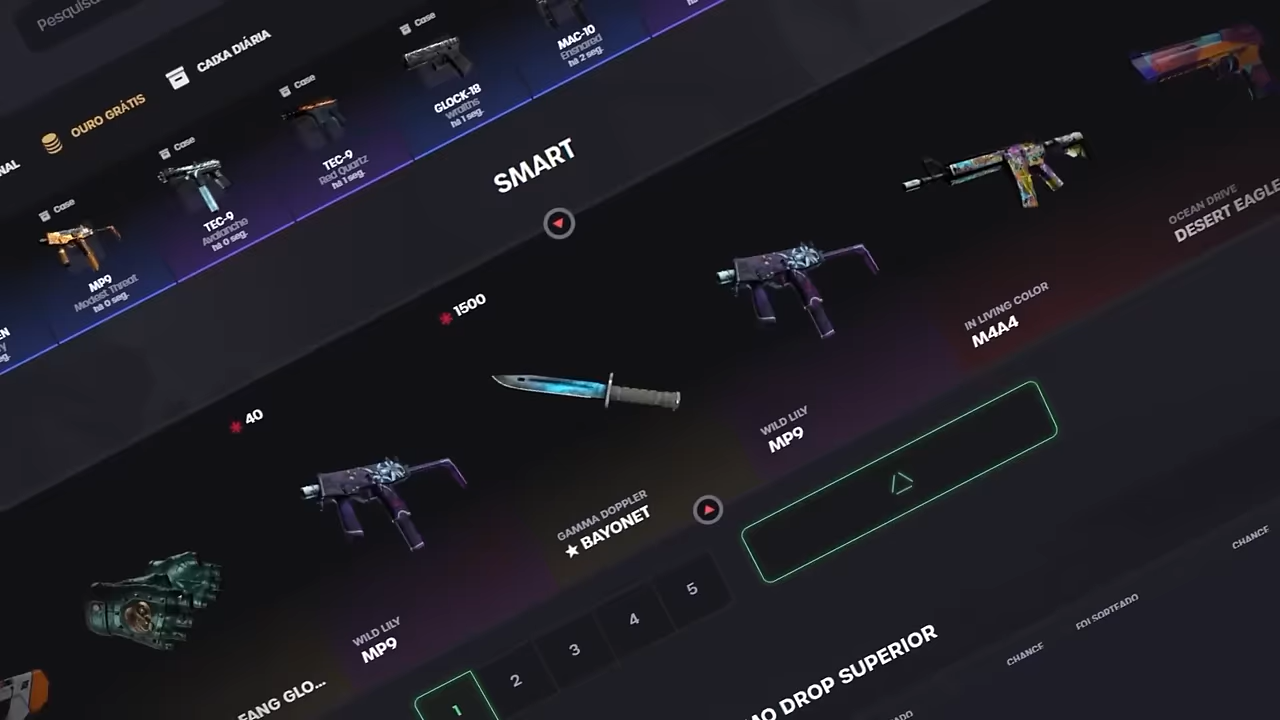 Pesquisa
CAIXA DIÁRIA
OURO GRÁTIS
NAL
Case
MAC-10
Ensnared
há 2 seg.
Case
GLOCK-18
wraiths
há 1 seg.
Case
TEC-9
Red Quartz
há 1 seg.
Case
TEC-9
Avalanche
há 0 seg.
Case
MP9
Modest Threat
há 0 seg.
SMART
1500
40
OCEAN DRIVE
DESERT EAGLE
IN LIVING COLOR
M4A4
WILD LILY
MP9
GAMMA DOPPLER
★ BAYONET
WILD LILY
MP9
FANG GLO...
1 2 3 4 5
CHANCE
FOI SORTEADO
CHANCE
MO DROP SUPERIOR